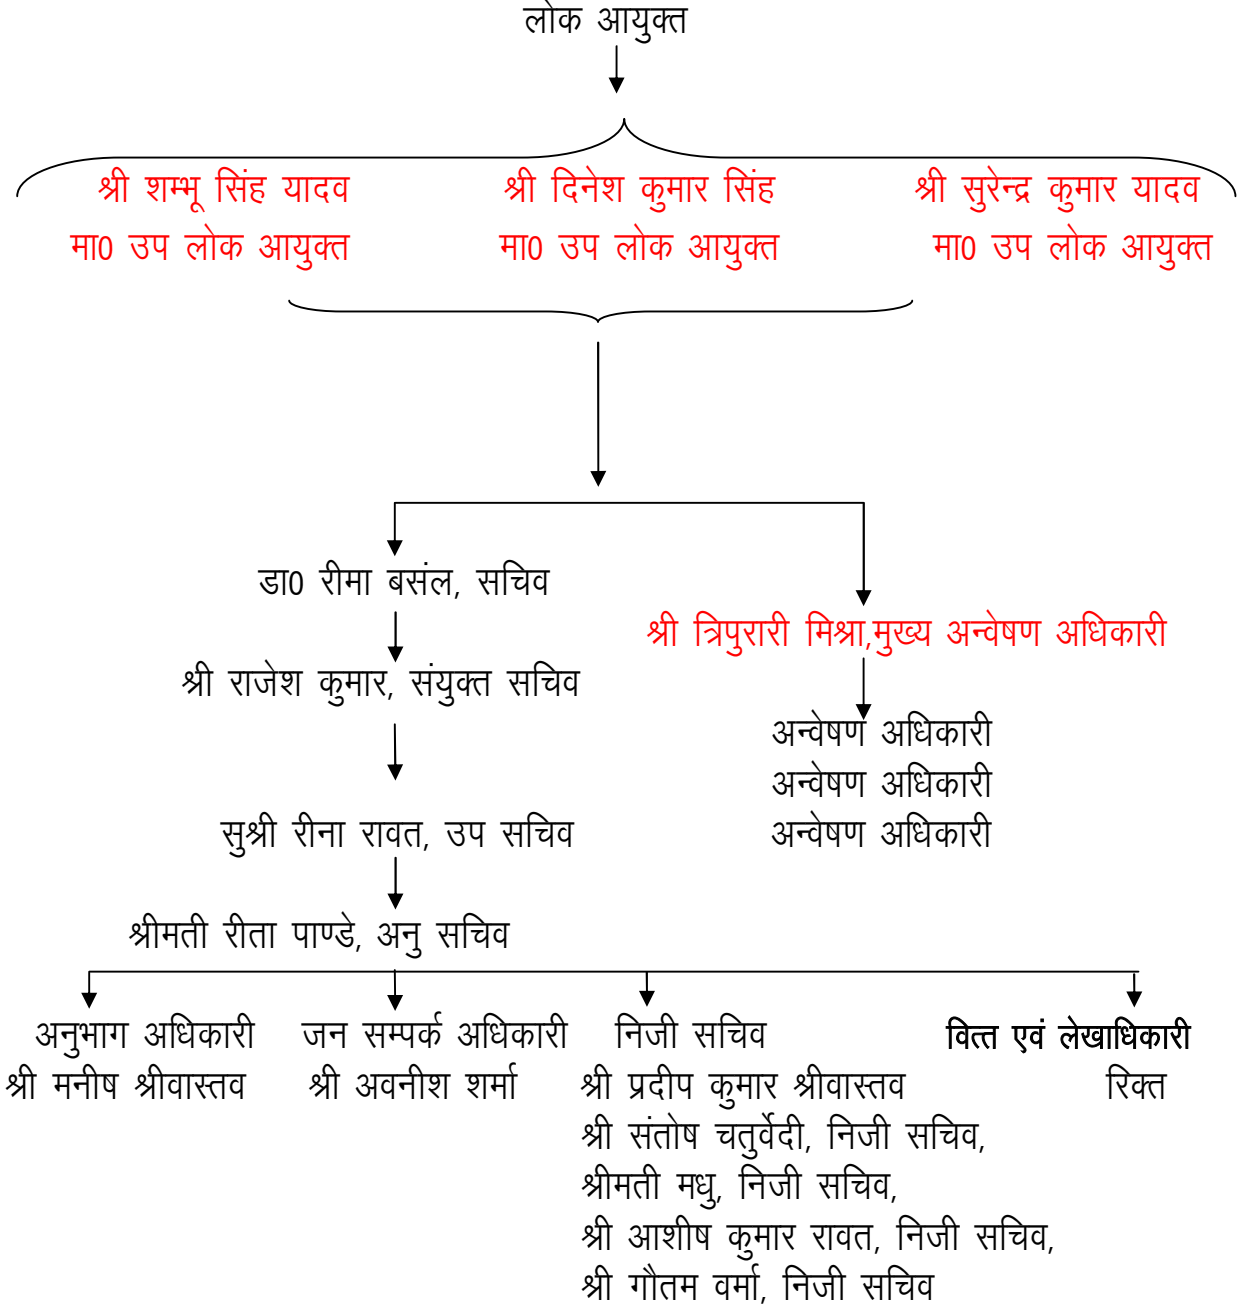 लोक आयुक्त
श्री शम्भू सिंह यादव
मा0 उप लोक आयुक्त
श्री दिनेश कुमार सिंह
मा0 उप लोक आयुक्त
श्री सुरेन्द्र कुमार यादव
मा0 उप लोक आयुक्त
डा0 रीमा बसंल, सचिव
श्री राजेश कुमार, संयुक्त सचिव
सुश्री रीना रावत, उप सचिव
श्रीमती रीता पाण्डे, अनु सचिव
श्री त्रिपुरारी मिश्रा,मुख्य अन्वेषण अधिकारी
अन्वेषण अधिकारी
अन्वेषण अधिकारी
अन्वेषण अधिकारी
अनुभाग अधिकारी
श्री मनीष श्रीवास्तव
जन सम्पर्क अधिकारी
श्री अवनीश शर्मा
निजी सचिव
श्री प्रदीप कुमार श्रीवास्तव
श्री संतोष चतुर्वेदी, निजी सचिव,
श्रीमती मधु, निजी सचिव,
श्री आशीष कुमार रावत, निजी सचिव,
श्री गौतम वर्मा, निजी सचिव
वित्त एवं लेखाधिकारी
रिक्त